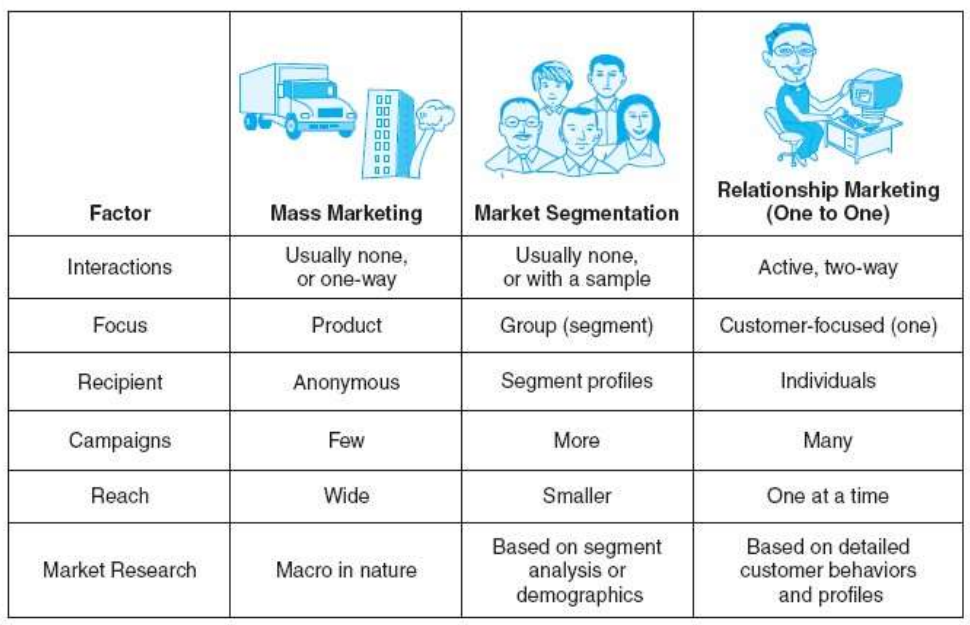 Factor
Mass Marketing
Market Segmentation
Relationship Marketing
(One to One)
Interactions
Usually none,
or one-way
Usually none,
or with a sample
Active, two-way
Focus
Product
Group (segment)
Customer-focused (one)
Recipient
Anonymous
Segment profiles
Individuals
Campaigns
Few
More
Many
Reach
Wide
Smaller
One at a time
Market Research
Macro in nature
Based on segment
analysis or
demographics
Based on detailed
customer behaviors
and profiles